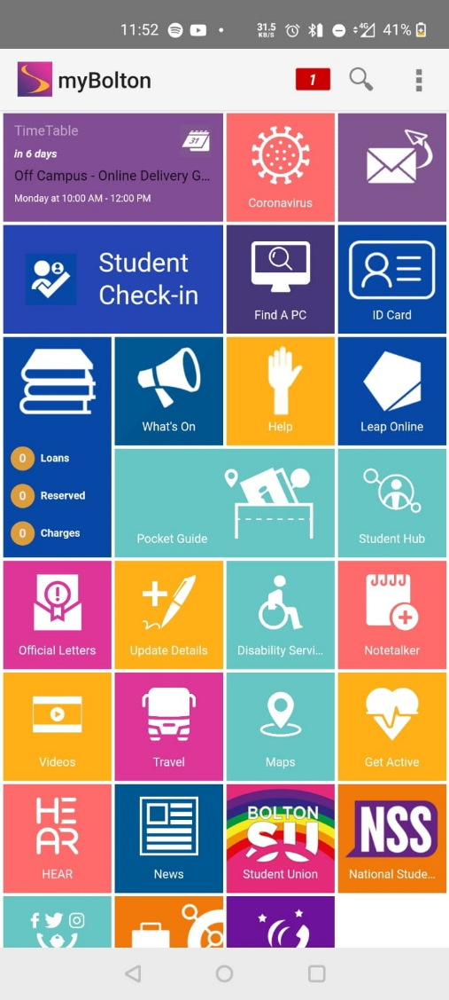 11:52
31.5
KB/S
4G
41%
myBolton
1
TimeTable
31
in 6 days
Off Campus - Online Delivery G...
Monday at 10:00 AM - 12:00 PM
Coronavirus
Student
Check-in
Find A PC
ID Card
0 Loans
0 Reserved
0 Charges
What's On
Help
Leap Online
Pocket Guide
Student Hub
Official Letters
Update Details
Disability Servi...
Notetalker
Videos
Travel
Maps
Get Active
HEAR
HEAR
News
BOLTON
SU
Student Union
NSS
National Stude...